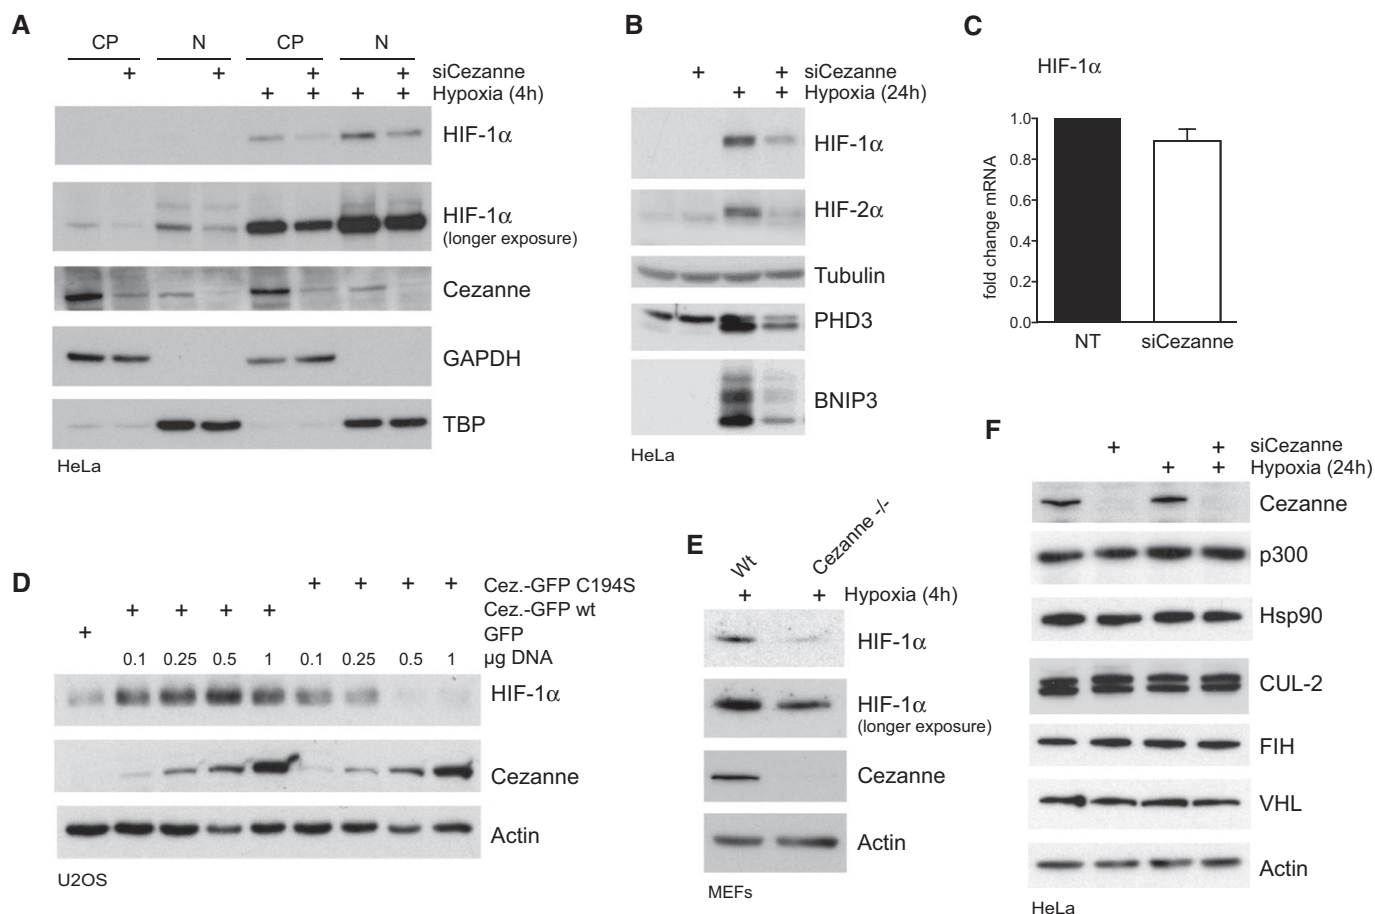 A
CP N CP N
+ + + + siCezanne
+ + + + Hypoxia (4h)
HIF-1α
HIF-1α
(longer exposure)
Cezanne
GAPDH
TBP
HeLa
B
+ + siCezanne
+ + Hypoxia (24h)
HIF-1α
HIF-2α
Tubulin
PHD3
BNIP3
HeLa
C
HIF-1α
fold change mRNA
1.0
0.8
0.6
0.4
0.2
0.0
NT siCezanne
D
+ + + + Cez.-GFP C194S
+ + + + Cez.-GFP wt
+ GFP
0.1 0.25 0.5 1 0.1 0.25 0.5 1 µg DNA
HIF-1α
Cezanne
Actin
U2OS
E
Wt Cezanne -/-
+ + Hypoxia (4h)
HIF-1α
HIF-1α
(longer exposure)
Cezanne
Actin
MEFs
F
+ + siCezanne
+ + Hypoxia (24h)
Cezanne
p300
Hsp90
CUL-2
FIH
VHL
Actin
HeLa